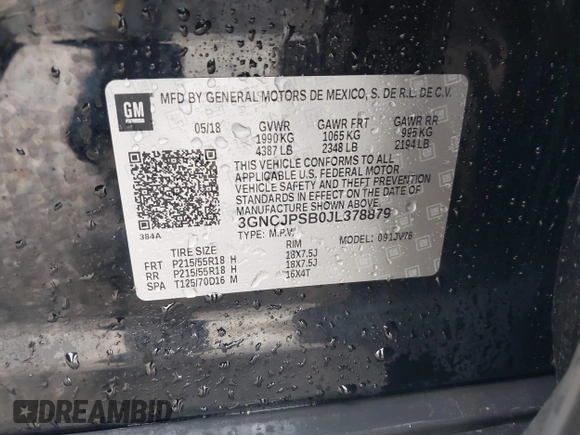 GM
MFD BY GENERAL MOTORS DE MEXICO, S. DE R.L. DE C.V.
05/18 GVWR GAWR FRT GAWR RR
1990 KG 1065 KG 995 KG
4387 LB 2348 LB 2194 LB
THIS VEHICLE CONFORMS TO ALL
APPLICABLE U.S. FEDERAL MOTOR
VEHICLE SAFETY AND THEFT PREVENTION
STANDARDS IN EFFECT ON THE DATE OF
MANUFACTURE SHOWN ABOVE.
3GNCJPSB0JL378879
384A TYPE: M.P.V. MODEL: 091JV76
TIRE SIZE RIM
FRT P215/55R18 H 18X7.5J
RR P215/55R18 H 18X7.5J
SPA T125/70D16 M 16X4T
DREAMBID